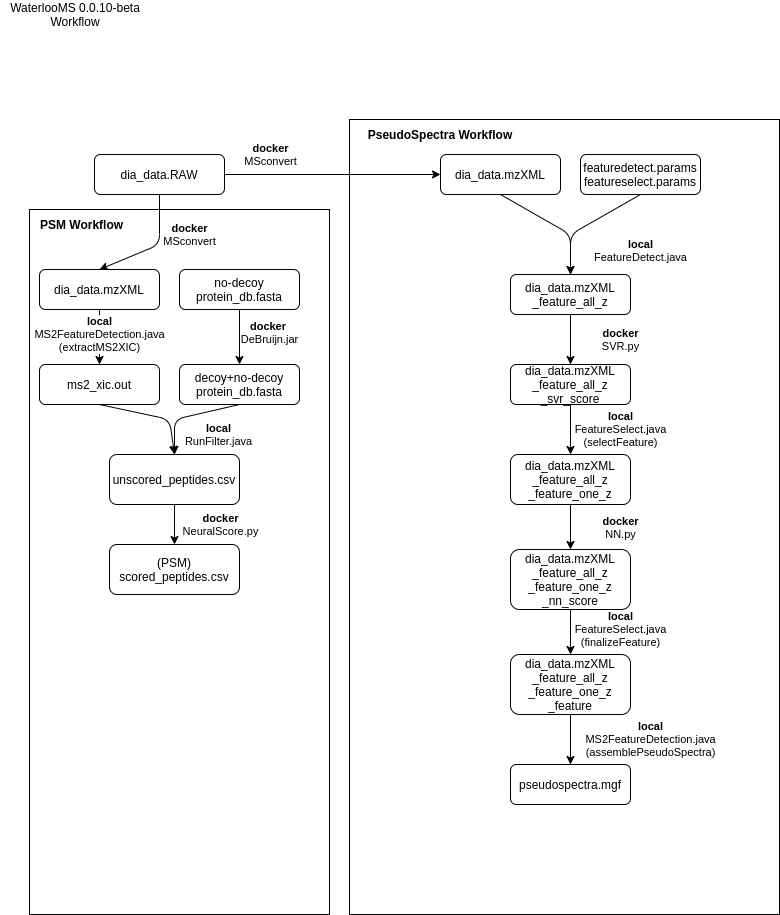 WaterlooMS 0.0.10-beta
Workflow
PseudoSpectra Workflow
docker
MSconvert
dia_data.RAW
dia_data.mzXML
featuredetect.params
featureselect.params
PSM Workflow
docker
MSconvert
dia_data.mzXML
no-decoy
protein_db.fasta
local
MS2FeatureDetection.java
(extractMS2XIC)
docker
DeBruijn.jar
ms2_xic.out
decoy+no-decoy
protein_db.fasta
local
RunFilter.java
unscored_peptides.csv
docker
NeuralScore.py
(PSM)
scored_peptides.csv
local
FeatureDetect.java
dia_data.mzXML
_feature_all_z
docker
SVR.py
dia_data.mzXML
_feature_all_z
_svr_score
local
FeatureSelect.java
(selectFeature)
dia_data.mzXML
_feature_all_z
_feature_one_z
docker
NN.py
dia_data.mzXML
_feature_all_z
_feature_one_z
_nn_score
local
FeatureSelect.java
(finalizeFeature)
dia_data.mzXML
_feature_all_z
_feature_one_z
_feature
local
MS2FeatureDetection.java
(assemblePseudoSpectra)
pseudospectra.mgf